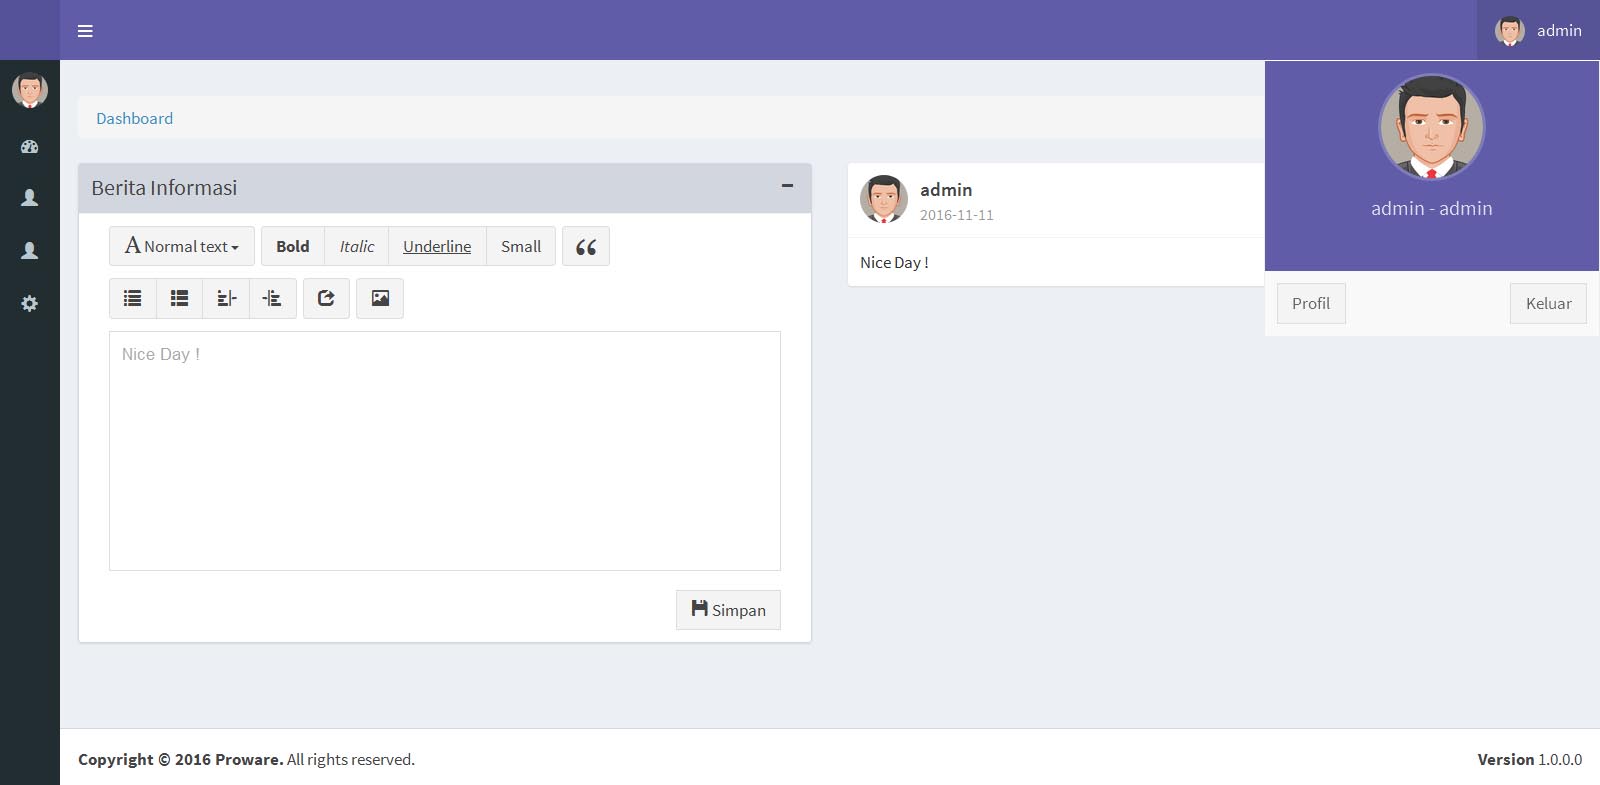 admin
admin - admin
Profil
Keluar
Dashboard
Berita Informasi
A Normal text
Bold
Italic
Underline
Small
Nice Day !
Simpan
admin
2016-11-11
Nice Day !
Copyright © 2016 Proware. All rights reserved.
Version 1.0.0.0